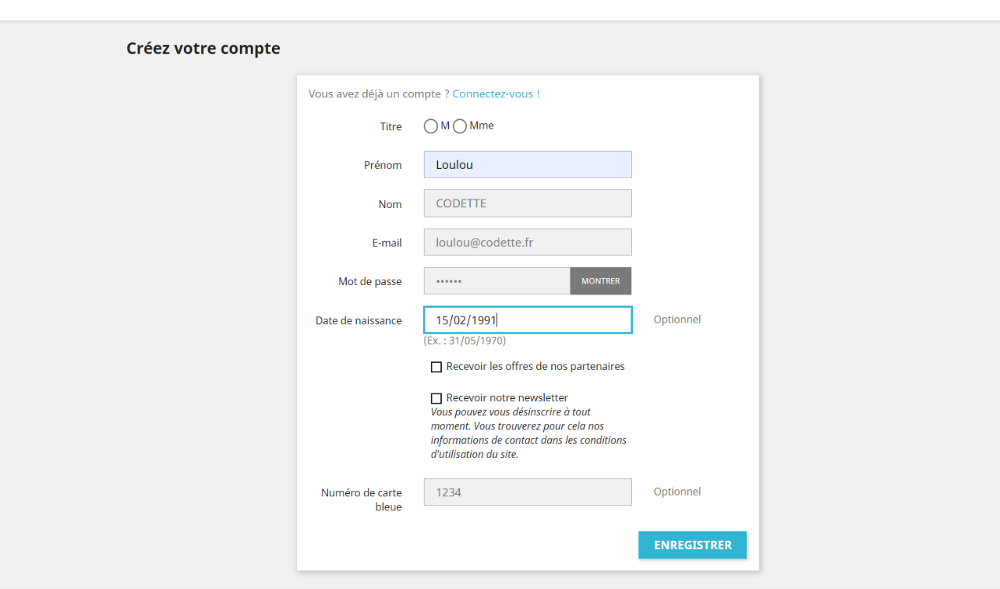 Créez votre compte
Vous avez déjà un compte ? Connectez-vous !
Titre M Mme
Prénom Loulou
Nom CODETTE
E-mail loulou@codette.fr
Mot de passe •••••• MONTRER
Date de naissance 15/02/1991 Optionnel
(Ex. : 31/05/1970)
Recevoir les offres de nos partenaires
Recevoir notre newsletter
Vous pouvez vous désinscrire à tout
moment. Vous trouverez pour cela nos
informations de contact dans les conditions
d'utilisation du site.
Numéro de carte 1234 Optionnel
bleue
ENREGISTRER